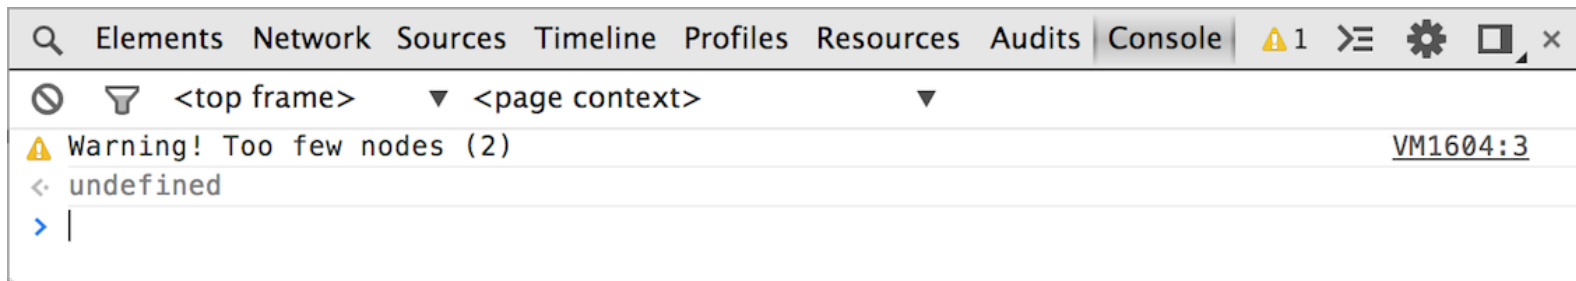 Elements Network Sources Timeline Profiles Resources Audits Console 1
<top frame> <page context>
Warning! Too few nodes (2) VM1604:3
undefined